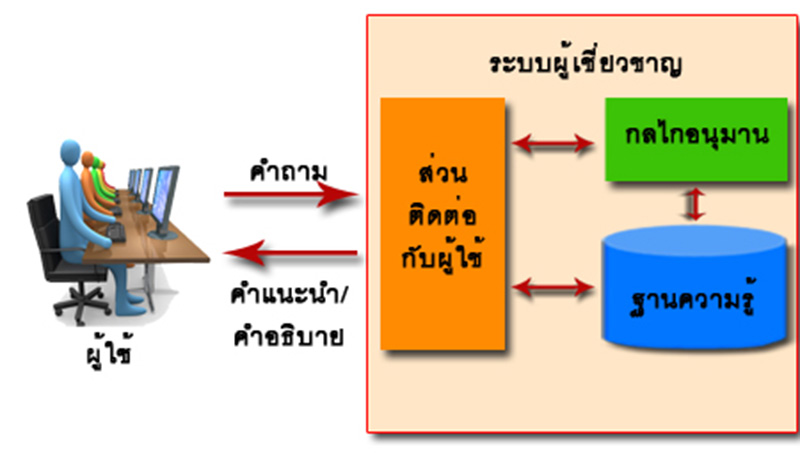 ระบบผู้เชี่ยวชาญ
คำถาม
คำแนะนำ/
คำอธิบาย
ผู้ใช้
ส่วน
ติดต่อ
กับผู้ใช้
กลไกอนุมาน
ฐานความรู้